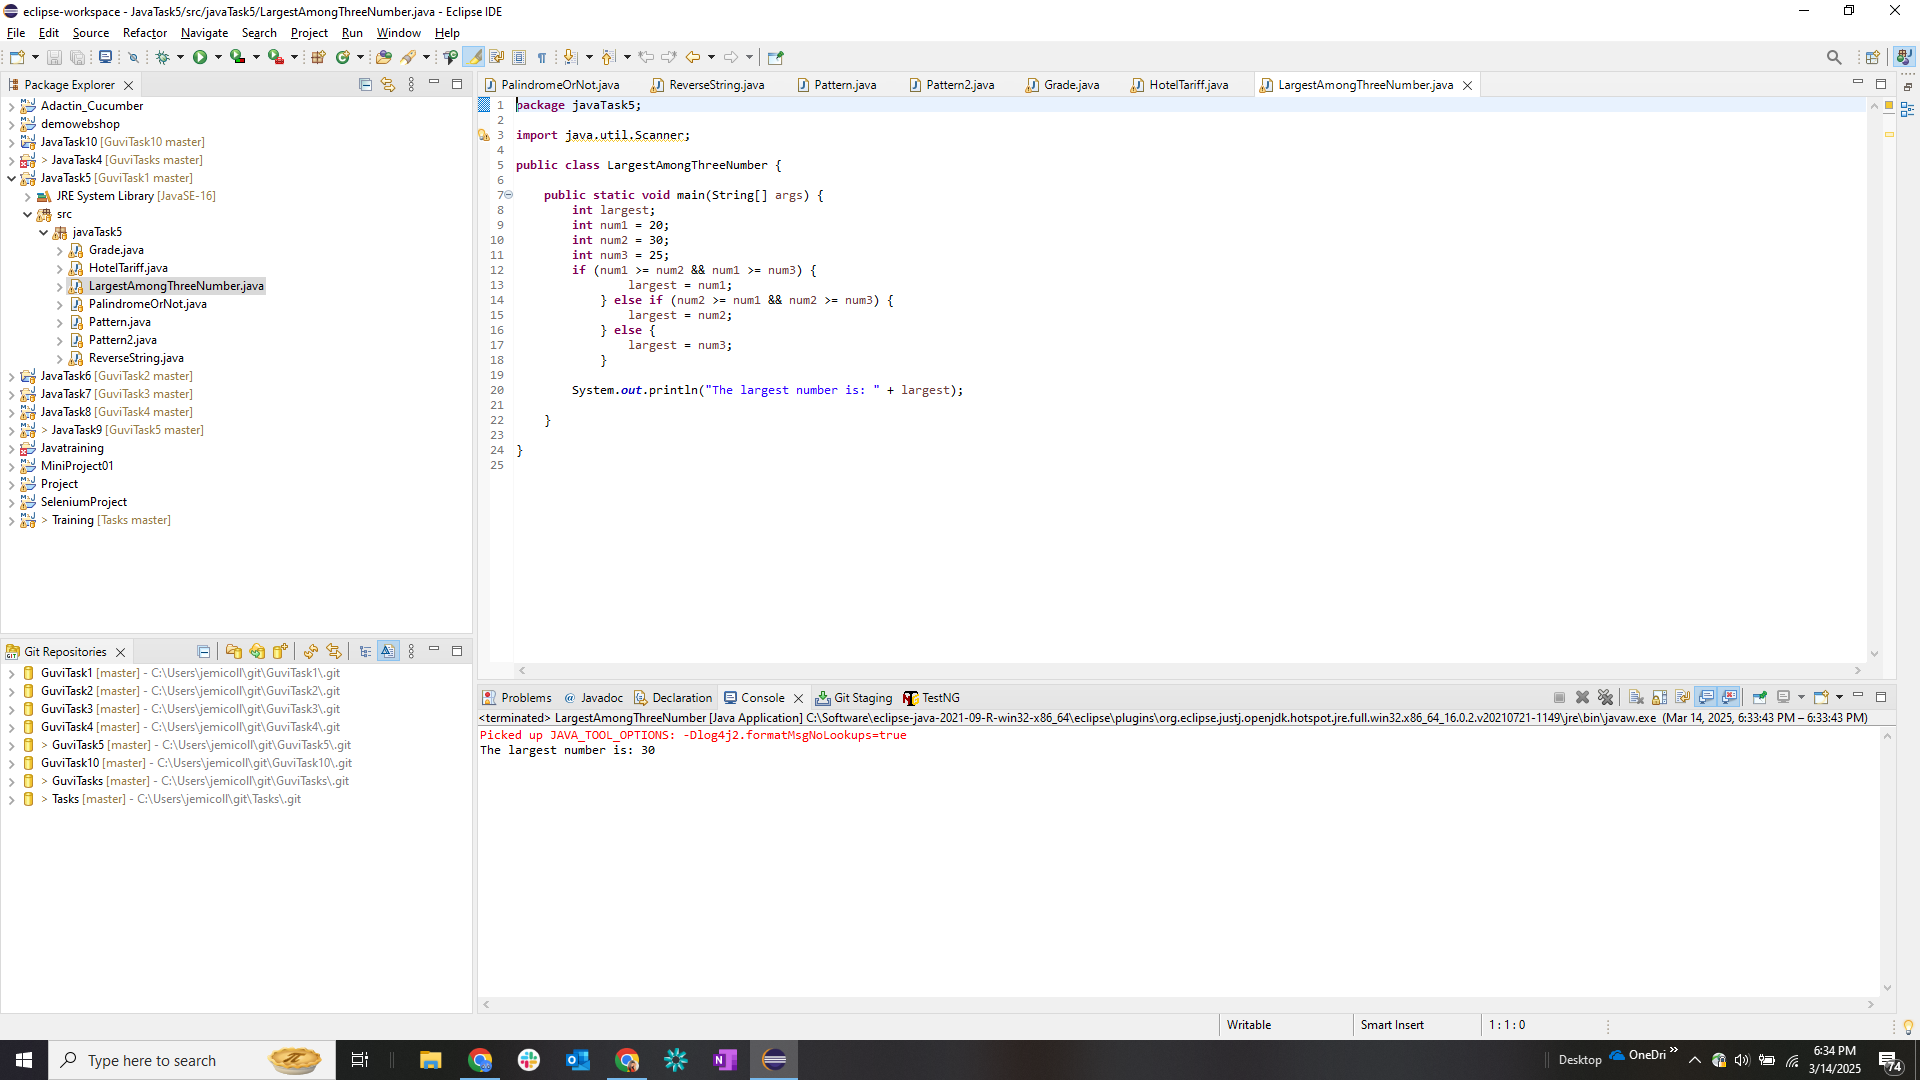 eclipse-workspace - JavaTask5/src/javaTask5/LargestAmongThreeNumber.java - Eclipse IDE
File Edit Source Refactor Navigate Search Project Run Window Help
Package Explorer
Adactin_Cucumber
demowebshop
JavaTask10 [GuviTask10 master]
> JavaTask4 [GuviTasks master]
JavaTask5 [GuviTask1 master]
JRE System Library [JavaSE-16]
src
javaTask5
Grade.java
HotelTariff.java
LargestAmongThreeNumber.java
PalindromeOrNot.java
Pattern.java
Pattern2.java
ReverseString.java
JavaTask6 [GuviTask2 master]
JavaTask7 [GuviTask3 master]
JavaTask8 [GuviTask4 master]
> JavaTask9 [GuviTask5 master]
Javatraining
MiniProject01
Project
SeleniumProject
> Training [Tasks master]
Git Repositories
GuviTask1 [master] - C:\Users\jemicoll\git\GuviTask1\.git
GuviTask2 [master] - C:\Users\jemicoll\git\GuviTask2\.git
GuviTask3 [master] - C:\Users\jemicoll\git\GuviTask3\.git
GuviTask4 [master] - C:\Users\jemicoll\git\GuviTask4\.git
> GuviTask5 [master] - C:\Users\jemicoll\git\GuviTask5\.git
GuviTask10 [master] - C:\Users\jemicoll\git\GuviTask10\.git
> GuviTasks [master] - C:\Users\jemicoll\git\GuviTasks\.git
> Tasks [master] - C:\Users\jemicoll\git\Tasks\.git
PalindromeOrNot.java ReverseString.java Pattern.java Pattern2.java Grade.java HotelTariff.java LargestAmongThreeNumber.java
1 package javaTask5;
2
3 import java.util.Scanner;
4
5 public class LargestAmongThreeNumber {
6
7 public static void main(String[] args) {
8 int largest;
9 int num1 = 20;
10 int num2 = 30;
11 int num3 = 25;
12 if (num1 >= num2 && num1 >= num3) {
13 largest = num1;
14 } else if (num2 >= num1 && num2 >= num3) {
15 largest = num2;
16 } else {
17 largest = num3;
18 }
19
20 System.out.println("The largest number is: " + largest);
21
22 }
23
24 }
25
Problems @ Javadoc Declaration Console Git Staging TestNG
<terminated> LargestAmongThreeNumber [Java Application] C:\Software\eclipse-java-2021-09-R-win32-x86_64\eclipse\plugins\org.eclipse.justj.openjdk.hotspot.jre.full.win32.x86_64_16.0.2.v20210721-1149\jre\bin\javaw.exe (Mar 14, 2025, 6:33:43 PM – 6:33:43 PM)
Picked up JAVA_TOOL_OPTIONS: -Dlog4j2.formatMsgNoLookups=true
The largest number is: 30
Writable Smart Insert 1 : 1 : 0
Type here to search
Desktop OneDri
6:34 PM
3/14/2025
74